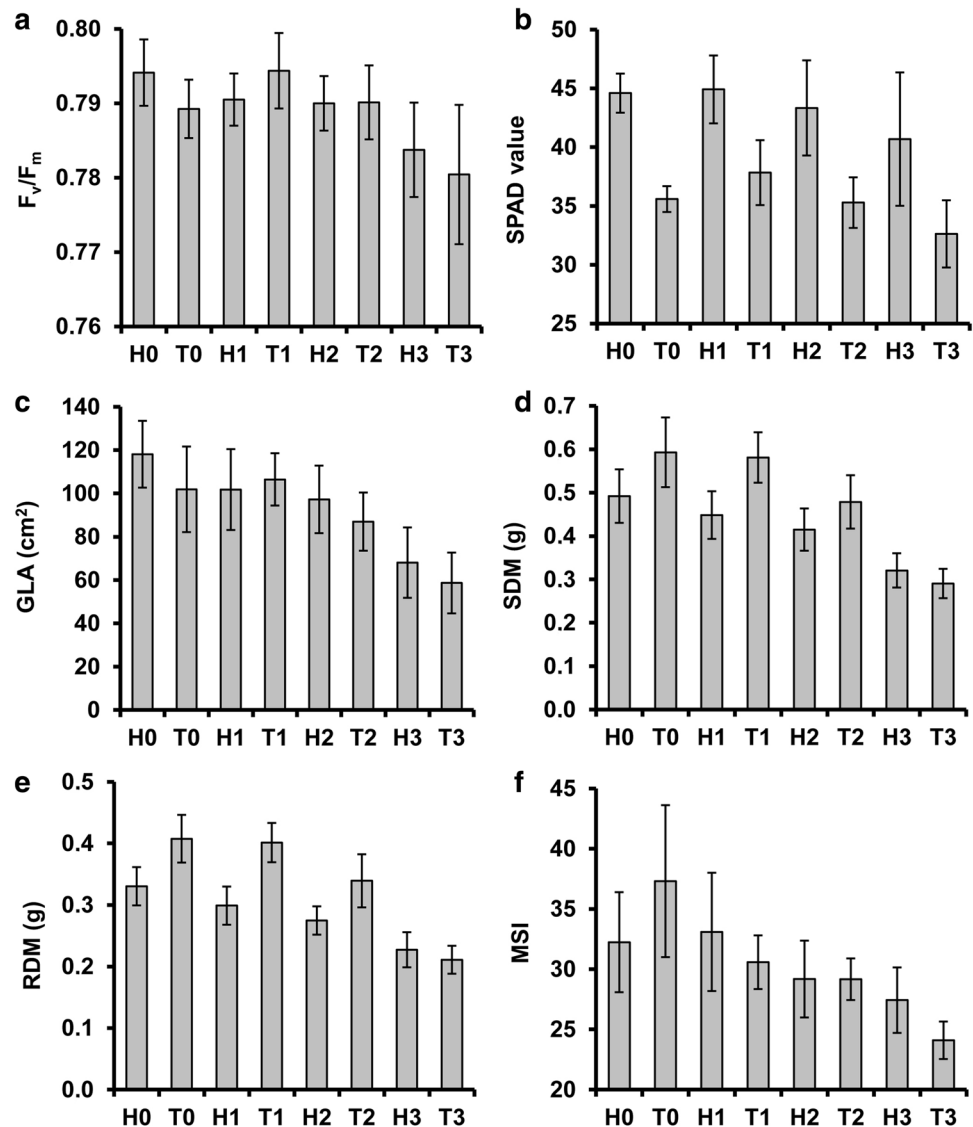 a
0.80
0.79
0.78
0.77
0.76
Fv/Fm
H0 T0 H1 T1 H2 T2 H3 T3
b
50
45
40
35
30
25
SPAD value
H0 T0 H1 T1 H2 T2 H3 T3
c
140
120
100
80
60
40
20
0
GLA (cm²)
H0 T0 H1 T1 H2 T2 H3 T3
d
0.7
0.6
0.5
0.4
0.3
0.2
0.1
0.0
SDM (g)
H0 T0 H1 T1 H2 T2 H3 T3
e
0.5
0.4
0.3
0.2
0.1
0.0
RDM (g)
H0 T0 H1 T1 H2 T2 H3 T3
f
45
40
35
30
25
20
MSI
H0 T0 H1 T1 H2 T2 H3 T3